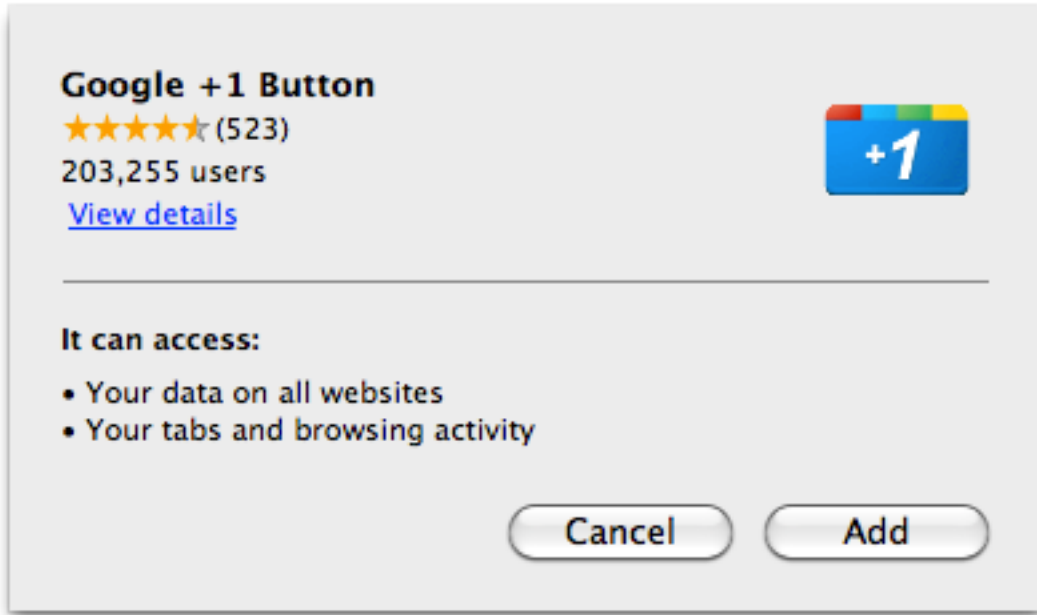 Google +1 Button
(523)
203,255 users
View details
+1
It can access:
• Your data on all websites
• Your tabs and browsing activity
Cancel
Add